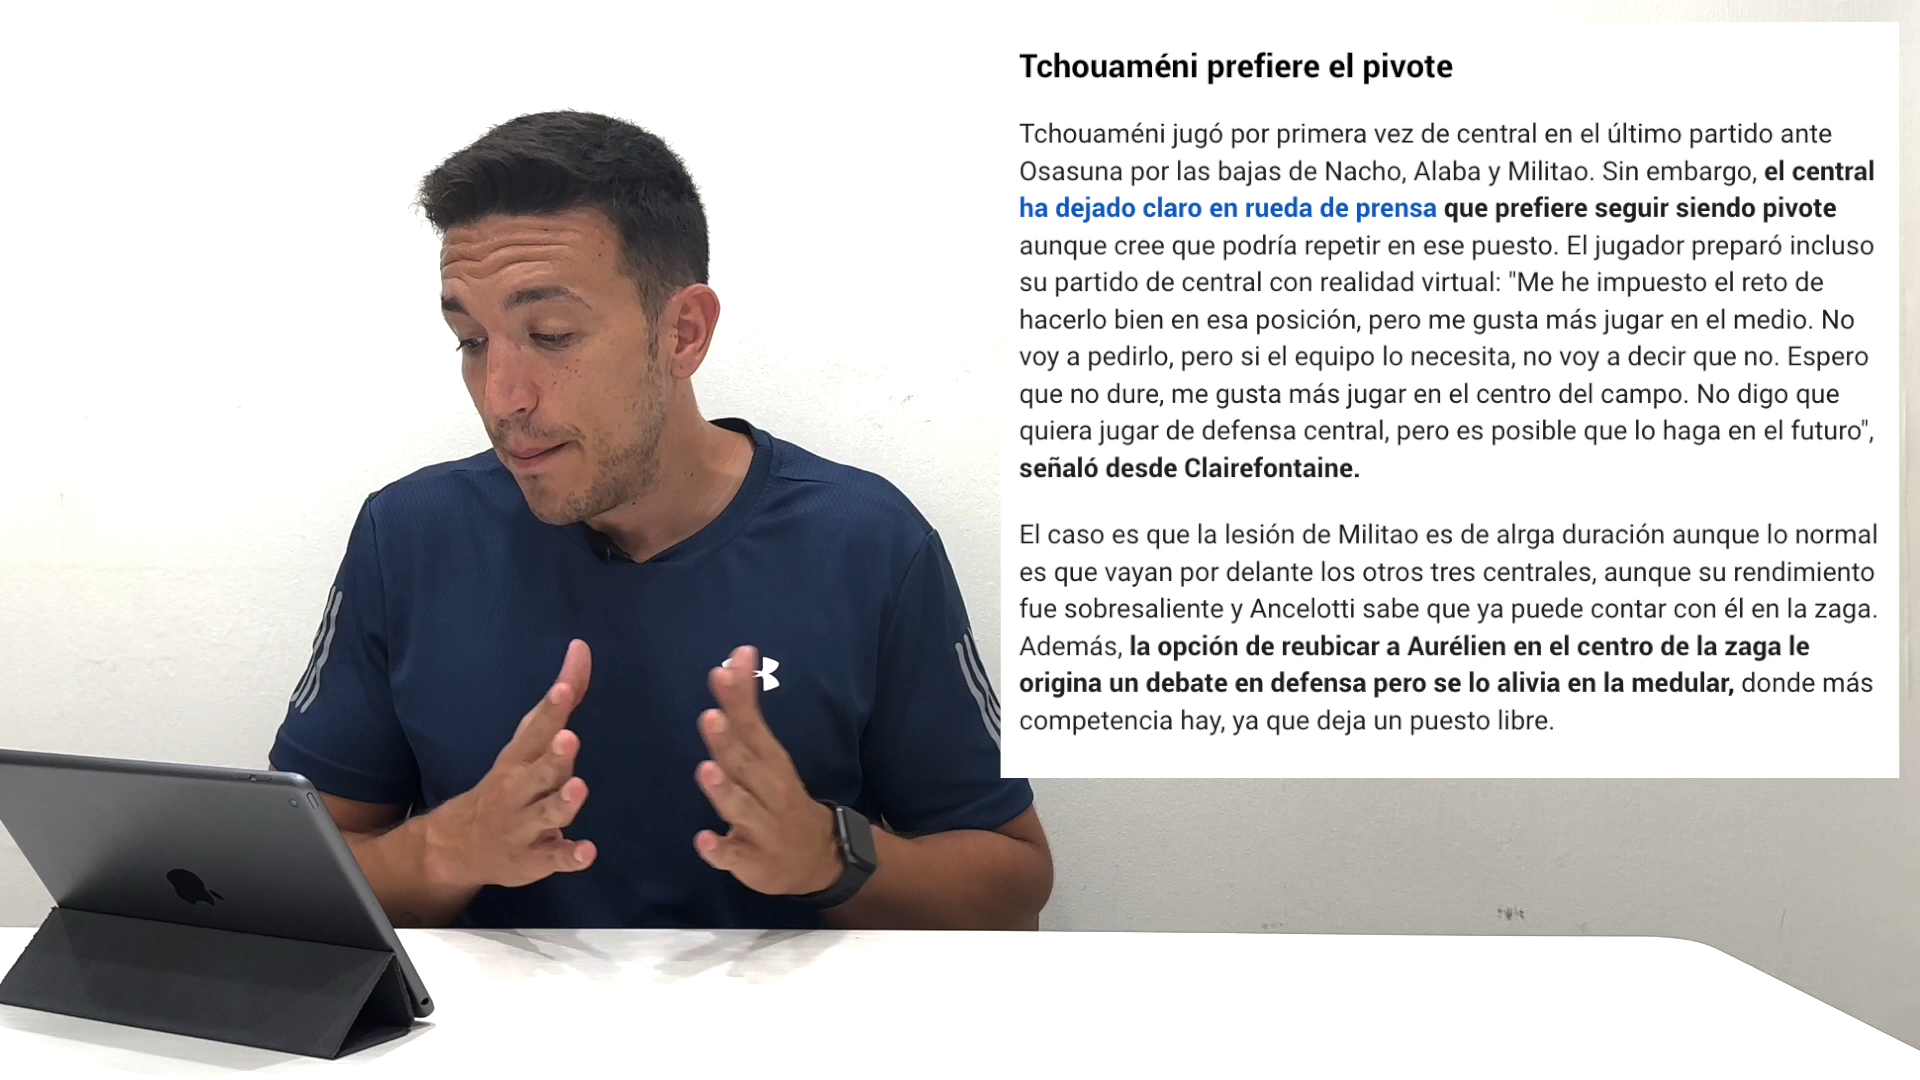 Tchouaméni prefiere el pivote
Tchouaméni jugó por primera vez de central en el último partido ante
Osasuna por las bajas de Nacho, Alaba y Militao. Sin embargo, el central
ha dejado claro en rueda de prensa que prefiere seguir siendo pivote
aunque cree que podría repetir en ese puesto. El jugador preparó incluso
su partido de central con realidad virtual: "Me he impuesto el reto de
hacerlo bien en esa posición, pero me gusta más jugar en el medio. No
voy a pedirlo, pero si el equipo lo necesita, no voy a decir que no. Espero
que no dure, me gusta más jugar en el centro del campo. No digo que
quiera jugar de defensa central, pero es posible que lo haga en el futuro",
señaló desde Clairefontaine.
El caso es que la lesión de Militao es de alrga duración aunque lo normal
es que vayan por delante los otros tres centrales, aunque su rendimiento
fue sobresaliente y Ancelotti sabe que ya puede contar con él en la zaga.
Además, la opción de reubicar a Aurélien en el centro de la zaga le
origina un debate en defensa pero se lo alivia en la medular, donde más
competencia hay, ya que deja un puesto libre.